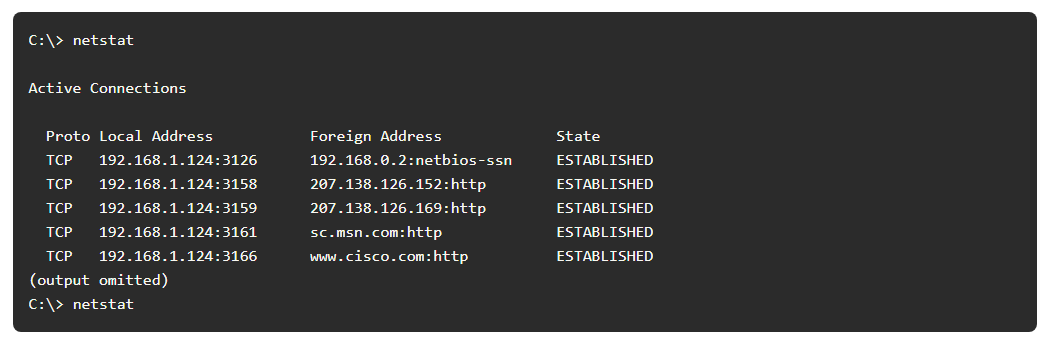 C:\> netstat
Active Connections
Proto Local Address Foreign Address State
TCP 192.168.1.124:3126 192.168.0.2:netbios-ssn ESTABLISHED
TCP 192.168.1.124:3158 207.138.126.152:http ESTABLISHED
TCP 192.168.1.124:3159 207.138.126.169:http ESTABLISHED
TCP 192.168.1.124:3161 sc.msn.com:http ESTABLISHED
TCP 192.168.1.124:3166 www.cisco.com:http ESTABLISHED
(output omitted)
C:\> netstat